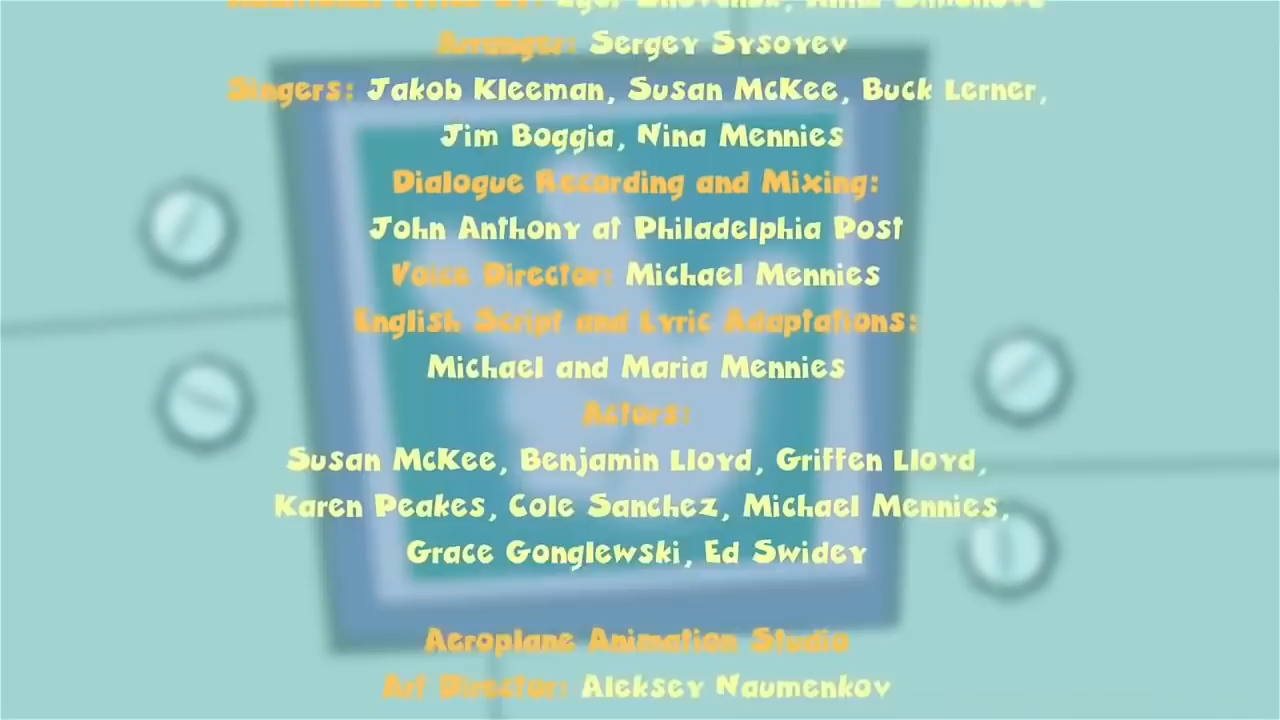 Arranger: Sergey Sysoyev
Singers: Jakob Kleeman, Susan McKee, Buck Lerner,
Jim Boggia, Nina Mennies
Dialogue Recording and Mixing:
John Anthony at Philadelphia Post
Voice Director: Michael Mennies
English Script and Lyric Adaptations:
Michael and Maria Mennies
Actors:
Susan McKee, Benjamin Lloyd, Griffen Lloyd,
Karen Peakes, Cole Sanchez, Michael Mennies,
Grace Gonglewski, Ed Swidey
Aeroplane Animation Studio
Art Director: Aleksey Naumenkov